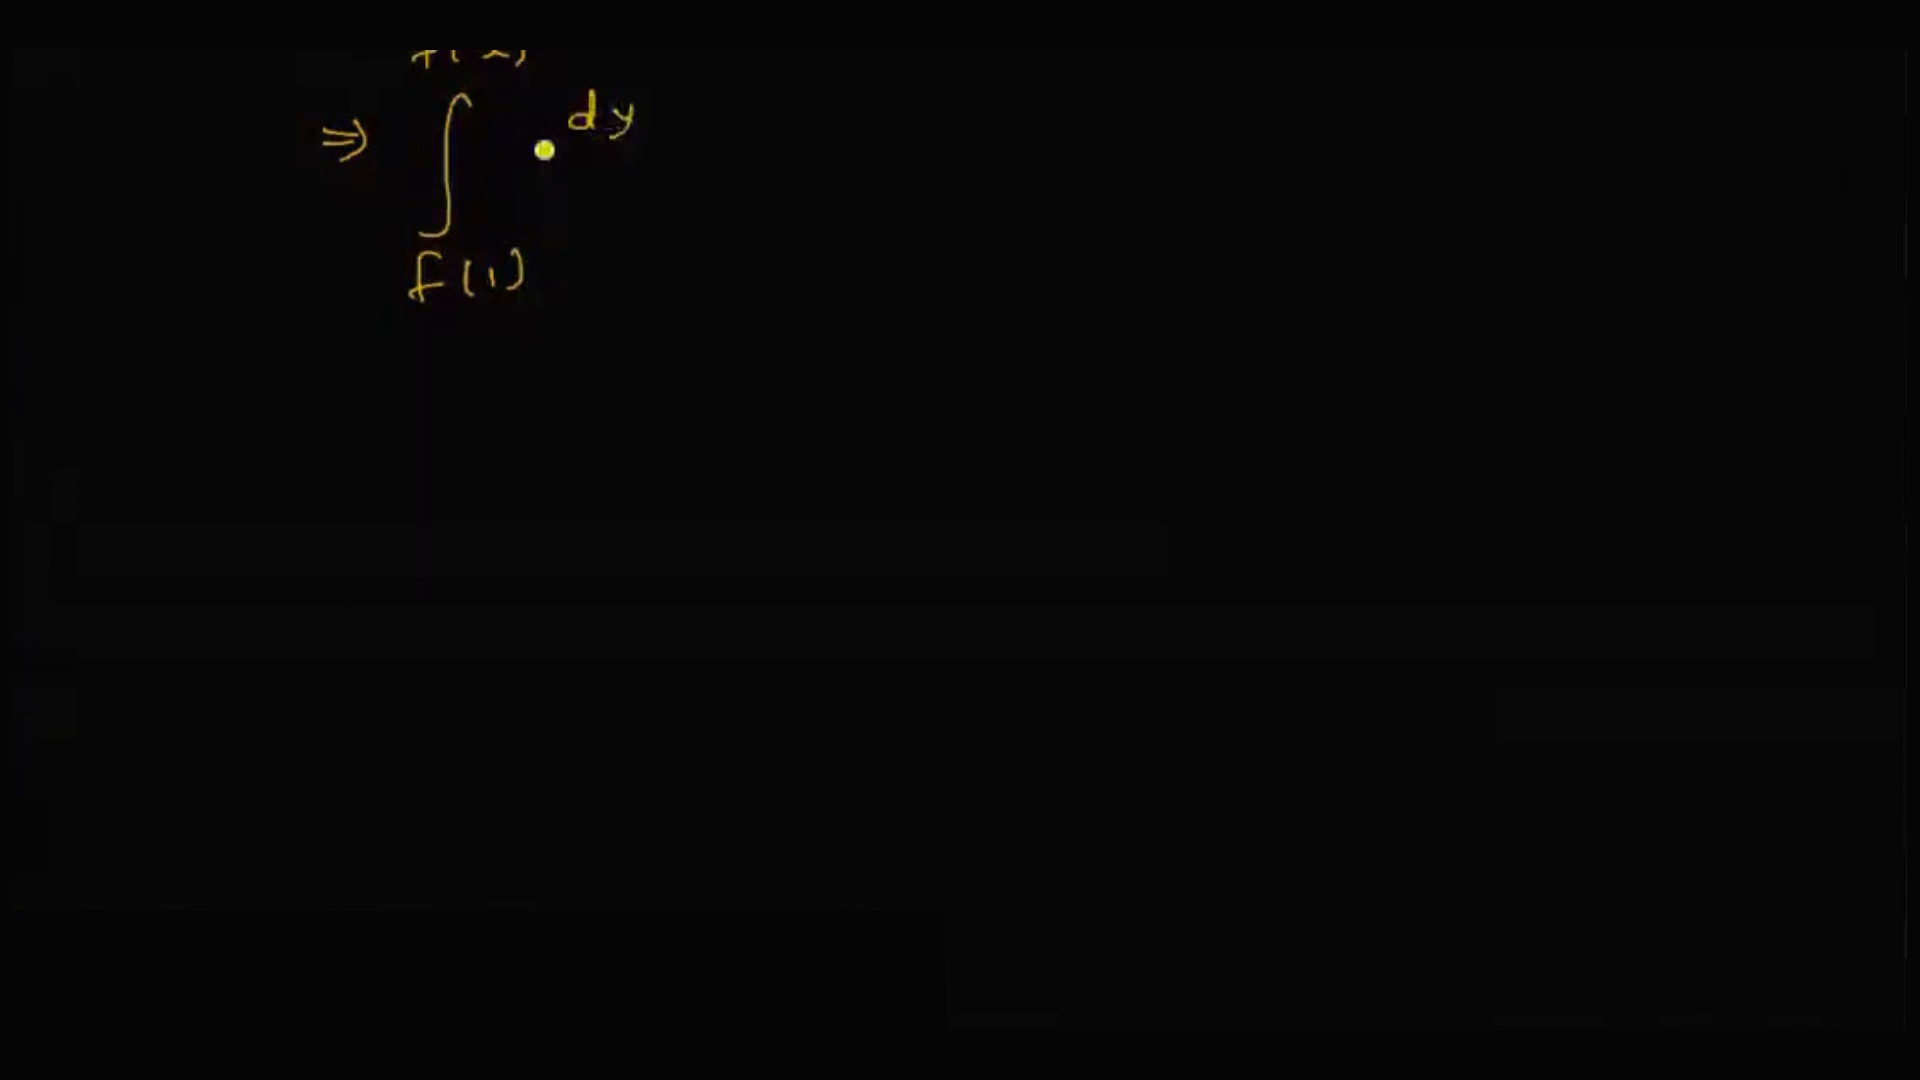 ⇒ ∫ dy
f(1)